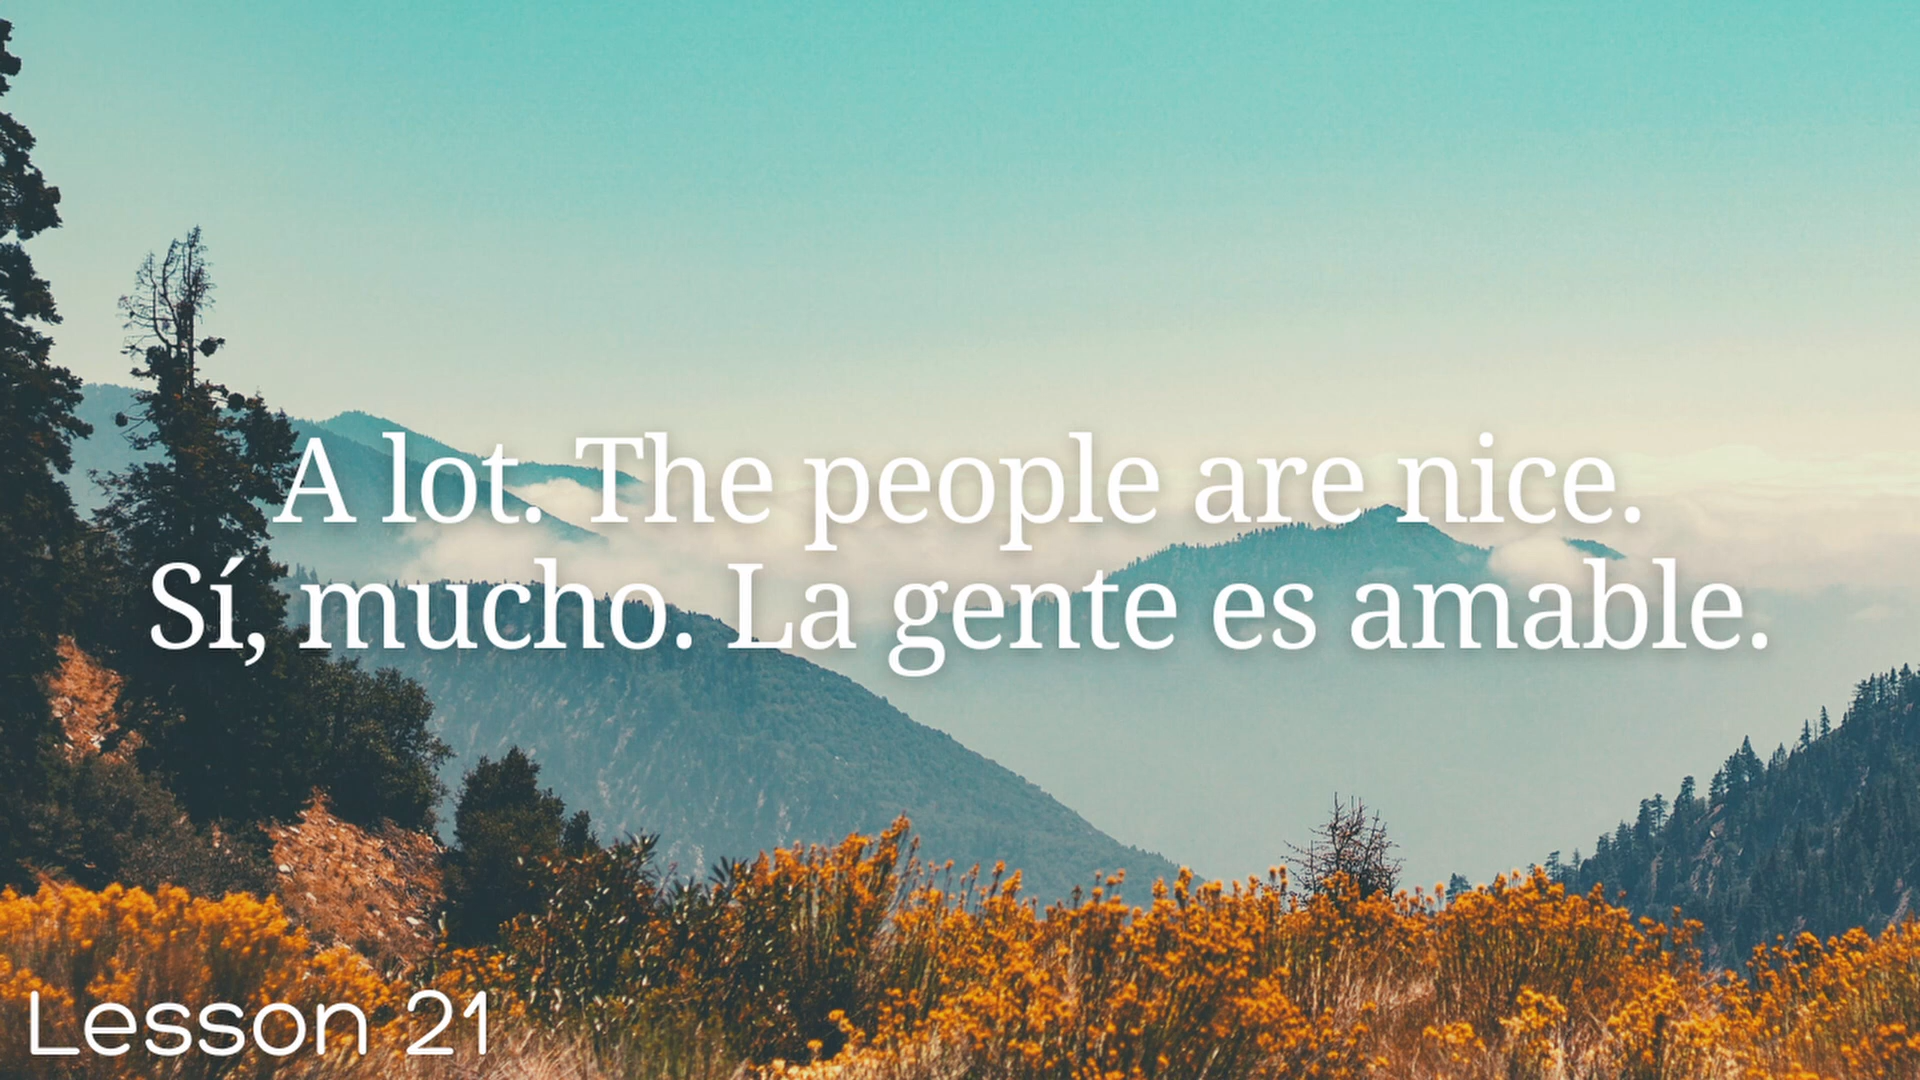 A lot. The people are nice.
Sí, mucho. La gente es amable.
Lesson 21